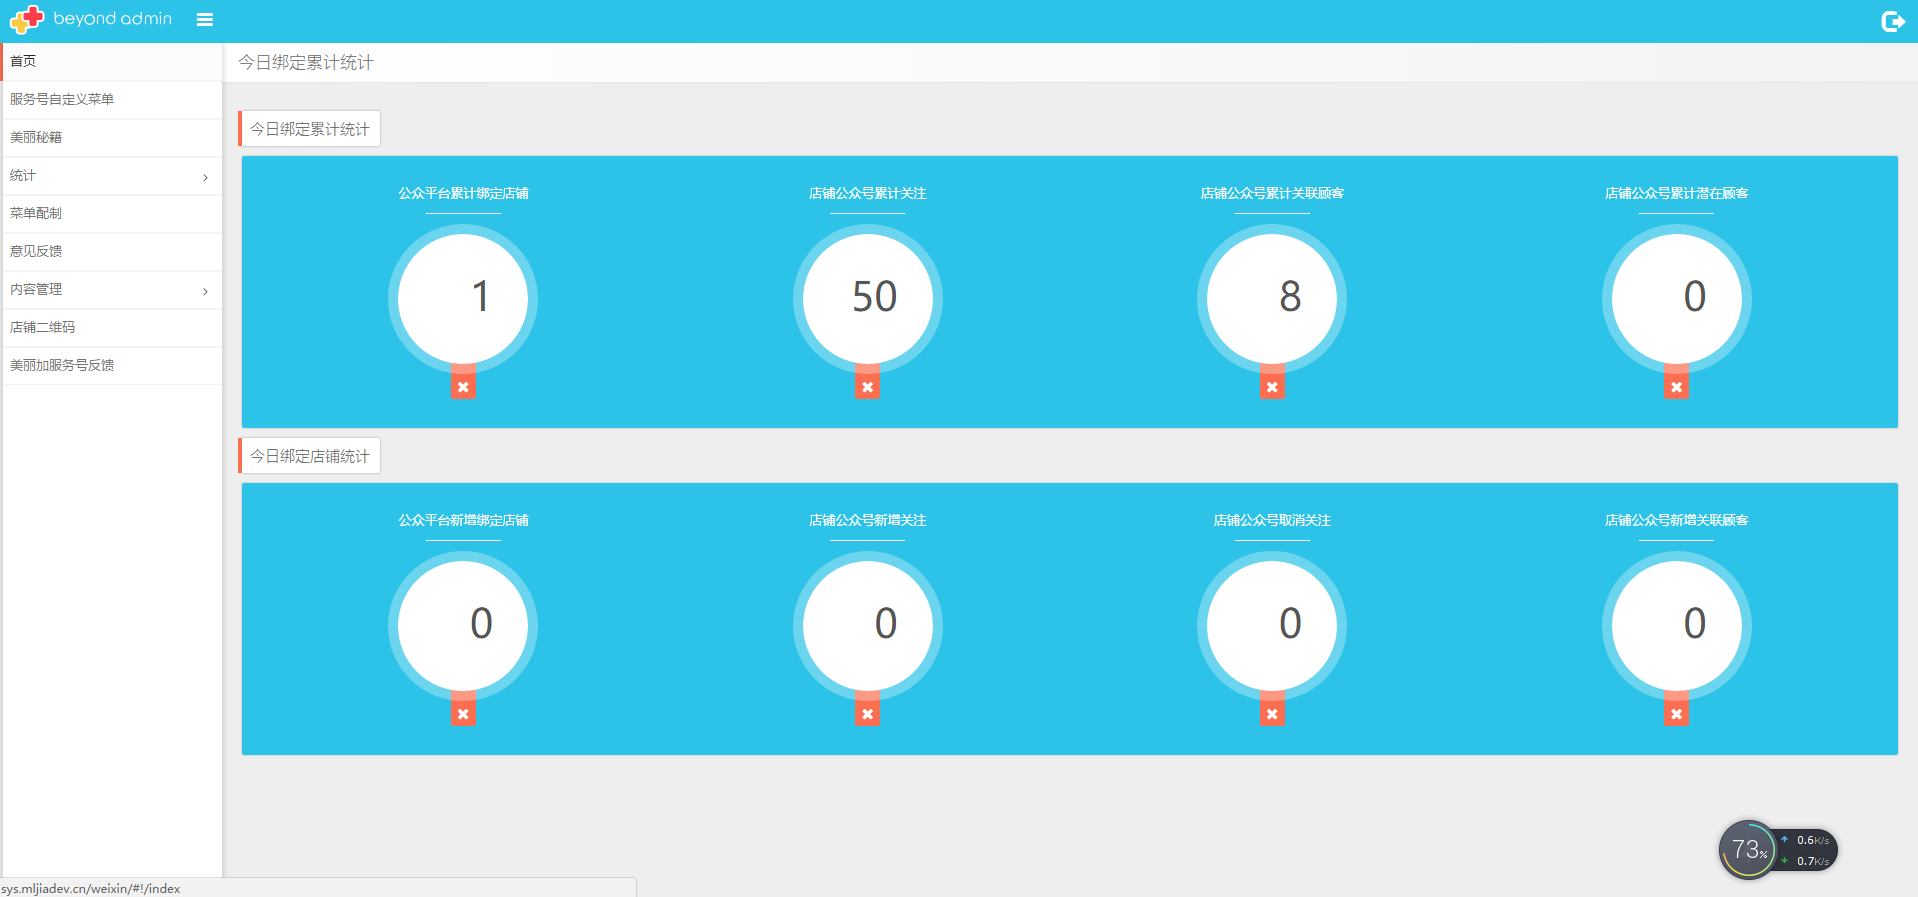 beyond admin
首页
服务号自定义菜单
美丽秘籍
统计
菜单配制
意见反馈
内容管理
店铺二维码
美丽加服务号反馈
今日绑定累计统计
今日绑定累计统计
公众平台累计绑定店铺
店铺公众号累计关注
店铺公众号累计关联顾客
店铺公众号累计潜在顾客
1
50
8
0
今日绑定店铺统计
公众平台新增绑定店铺
店铺公众号新增关注
店铺公众号取消关注
店铺公众号新增关联顾客
0
0
0
0
73%
0.6K/s
0.7K/s
sys.mljiadev.cn/weixin/#!/index